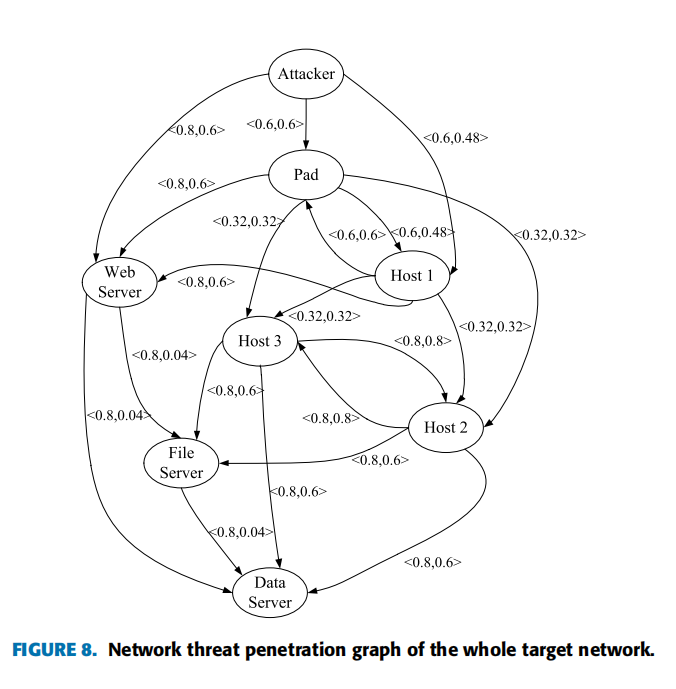 Attacker
<0.8,0.6>
<0.6,0.6>
<0.6,0.48>
Pad
<0.8,0.6>
<0.32,0.32>
<0.6,0.6>
<0.6,0.48>
<0.32,0.32>
Web
Server
<0.8,0.6>
Host 1
<0.32,0.32>
<0.32,0.32>
Host 3
<0.8,0.8>
<0.8,0.04>
<0.8,0.6>
<0.8,0.04>
<0.8,0.8>
Host 2
File
Server
<0.8,0.6>
<0.8,0.6>
<0.8,0.04>
<0.8,0.6>
Data
Server
FIGURE 8. Network threat penetration graph of the whole target network.